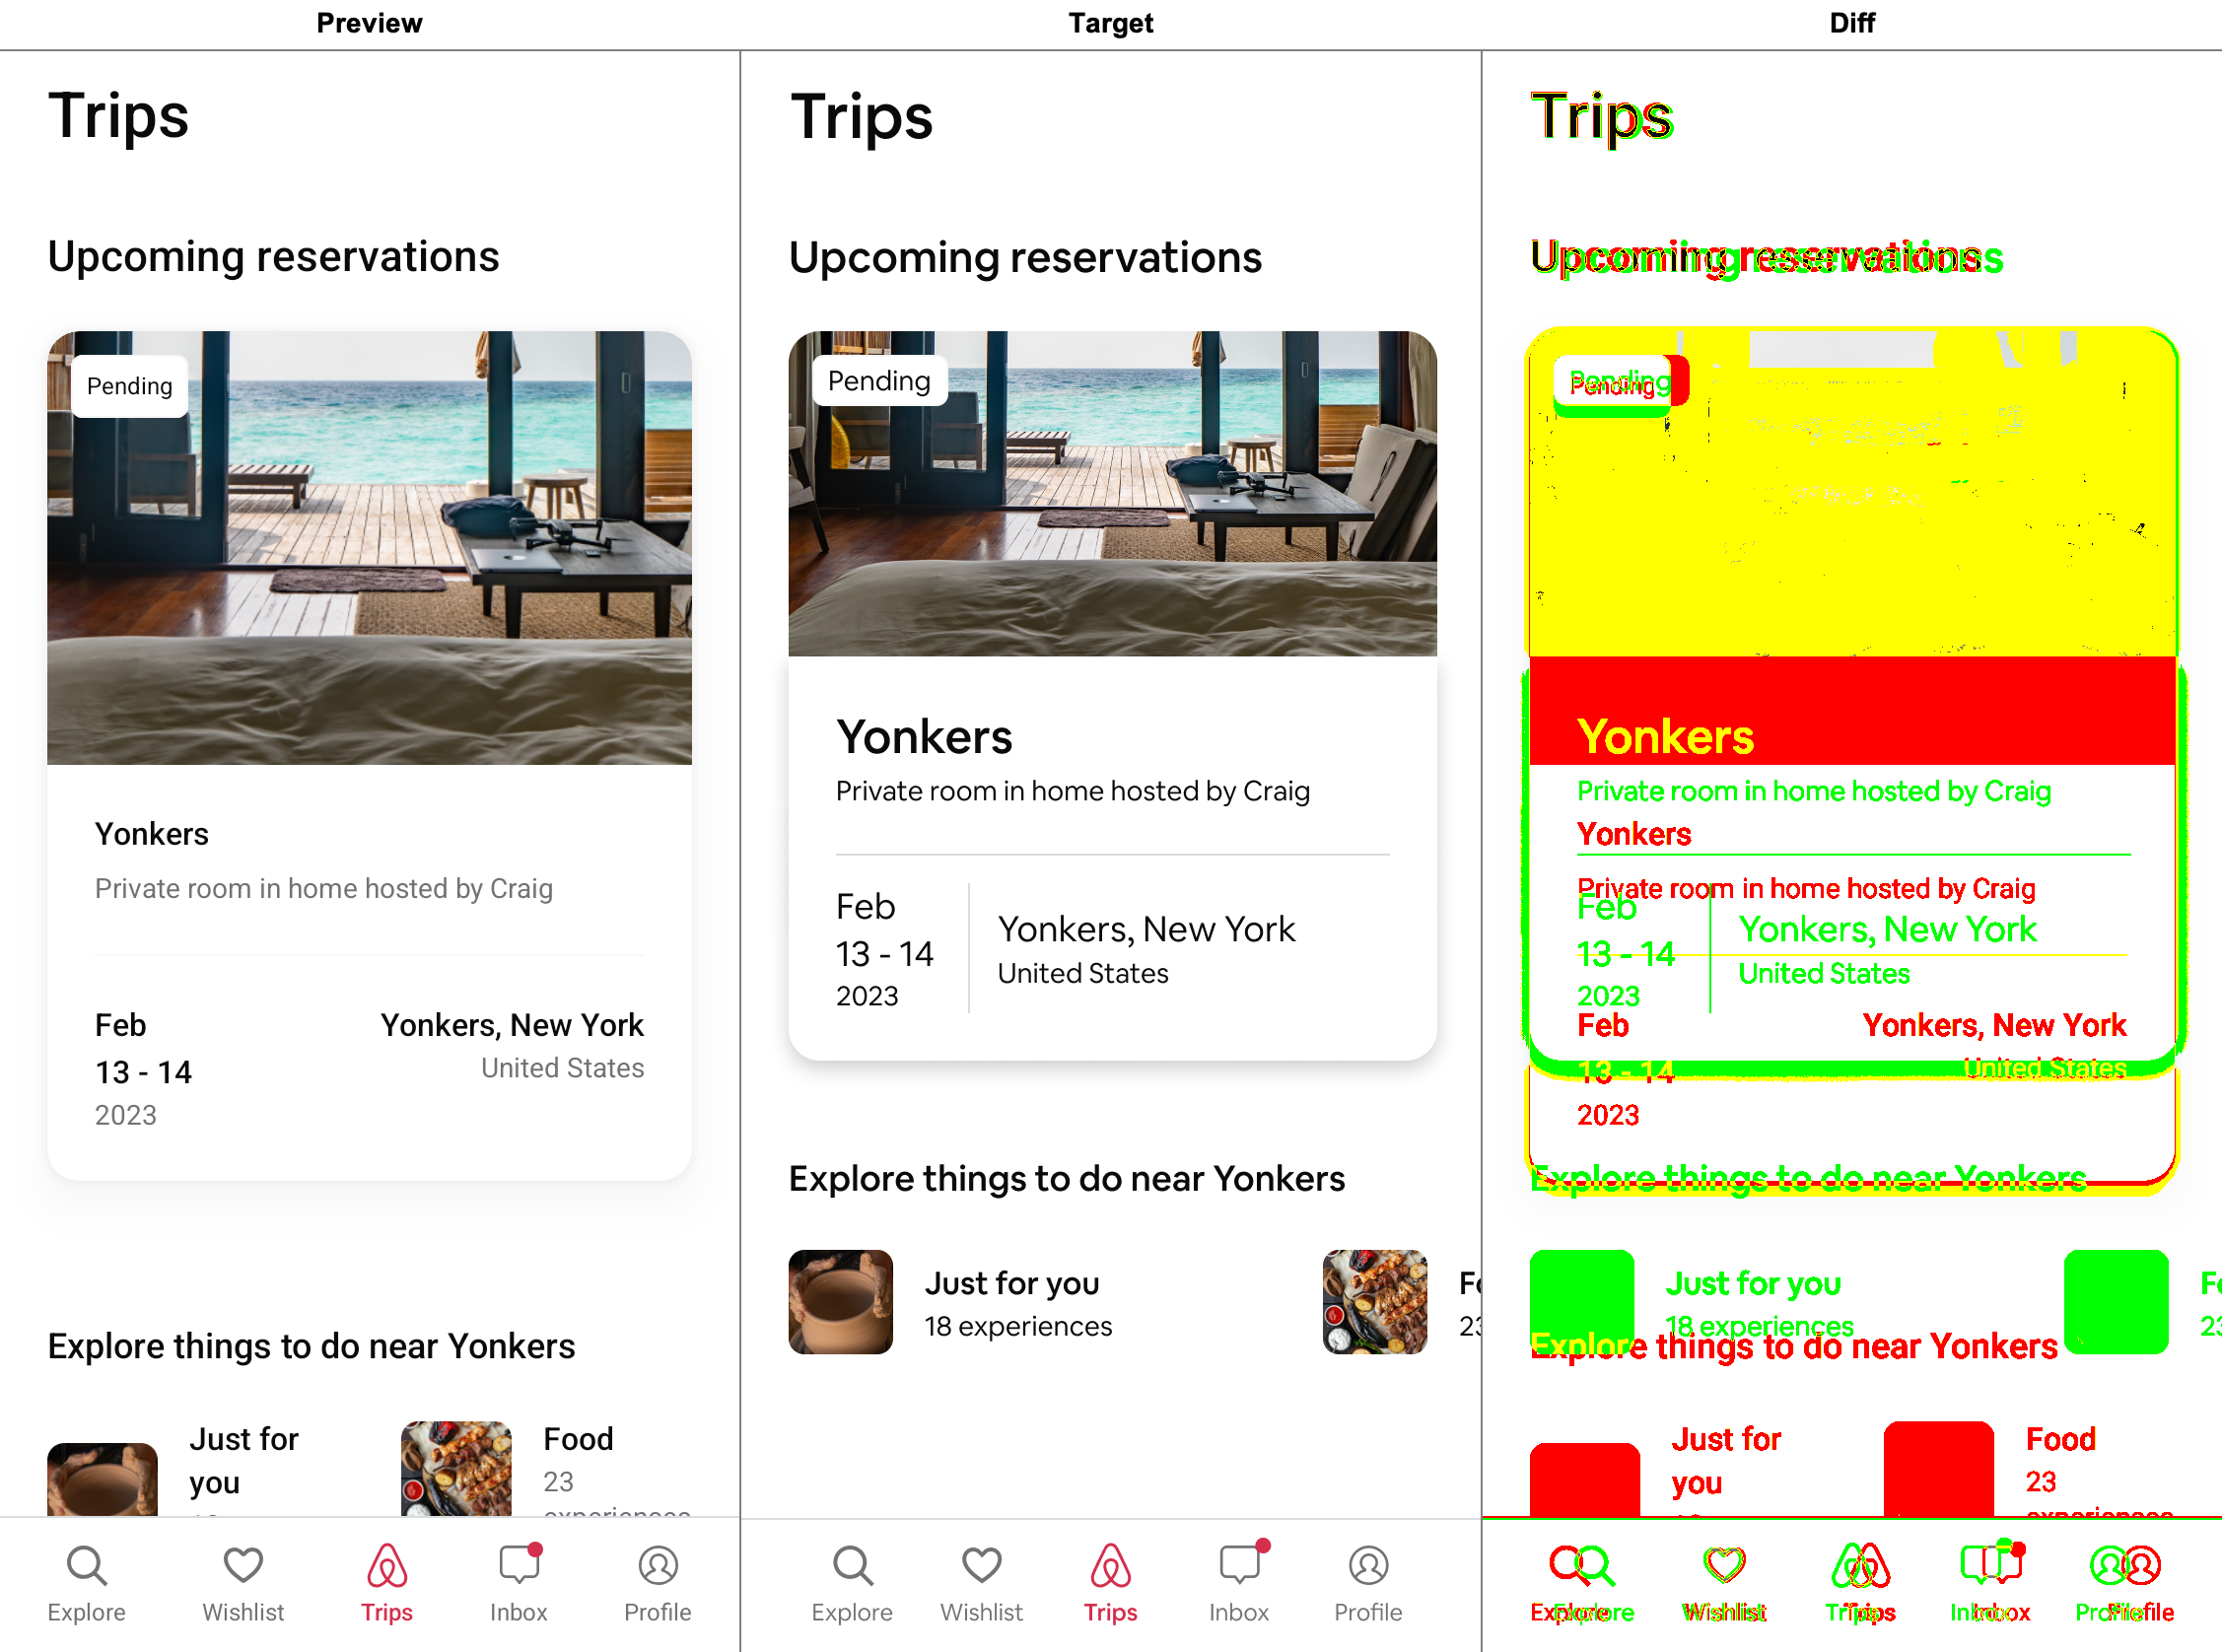 Preview
Target
Diff
Trips
Upcoming reservations
Pending
Yonkers
Private room in home hosted by Craig
Feb
13 - 14
2023
Yonkers, New York
United States
Explore things to do near Yonkers
Just for
you
Food
23
experiences
Explore
Wishlist
Trips
Inbox
Profile
Trips
Upcoming reservations
Pending
Yonkers
Private room in home hosted by Craig
Feb
13 - 14
2023
Yonkers, New York
United States
Explore things to do near Yonkers
Just for you
18 experiences
Explore
Wishlist
Trips
Inbox
Profile
Trips
Upcoming reservations
Pending
Yonkers
Private room in home hosted by Craig
Yonkers
Private room in home hosted by Craig
Feb
13 - 14
2023
Yonkers, New York
United States
Feb
13 - 14
2023
Yonkers, New York
United States
Explore things to do near Yonkers
Just for you
18 experiences
Explore things to do near Yonkers
Just for
you
Food
23
experiences
Explore
Wishlist
Trips
Inbox
Profile